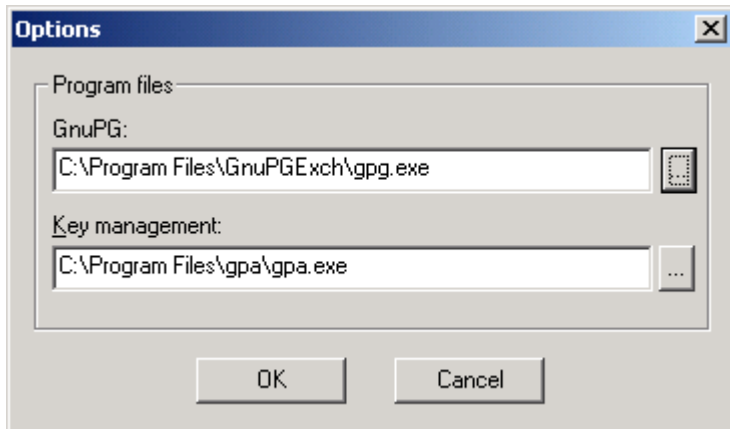 Options
Program files
GnuPG:
C:\Program Files\GnuPGExch\gpg.exe
...
Key management:
C:\Program Files\gpa\gpa.exe
...
OK
Cancel